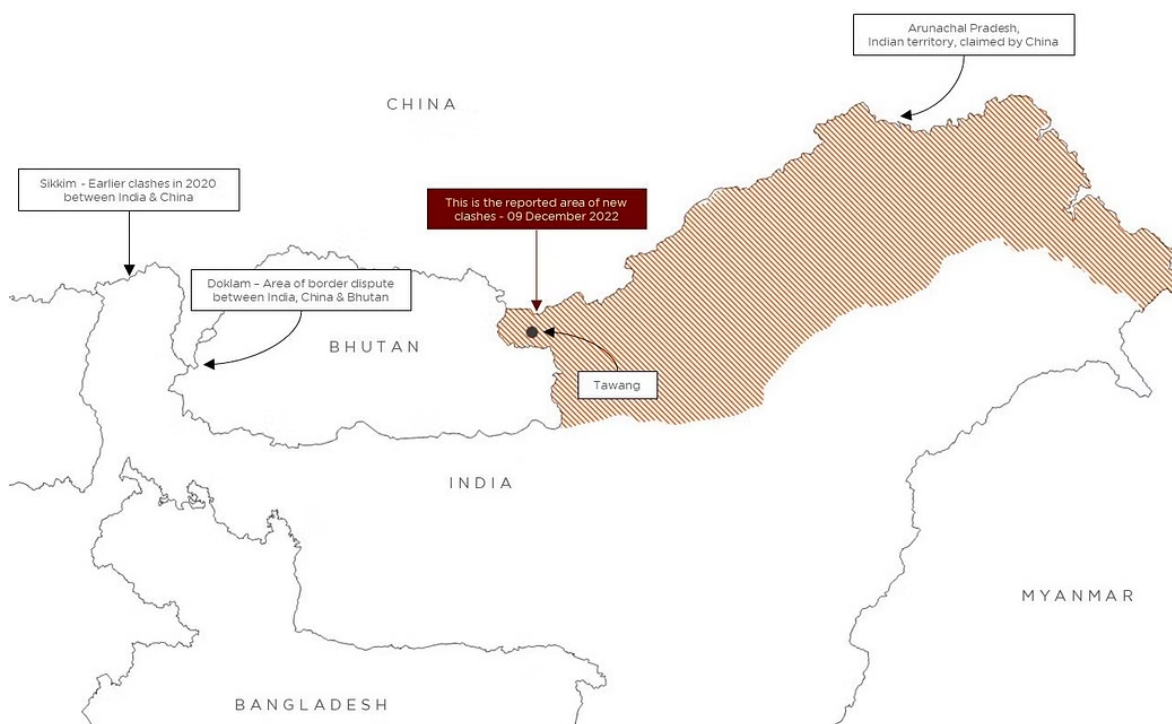 Arunachal Pradesh,
Indian territory, claimed by China
CHINA
Sikkim - Earlier clashes in 2020
between India & China
This is the reported area of new
clashes - 09 December 2022
Doklam – Area of border dispute
between India, China & Bhutan
BHUTAN
Tawang
INDIA
MYANMAR
BANGLADESH